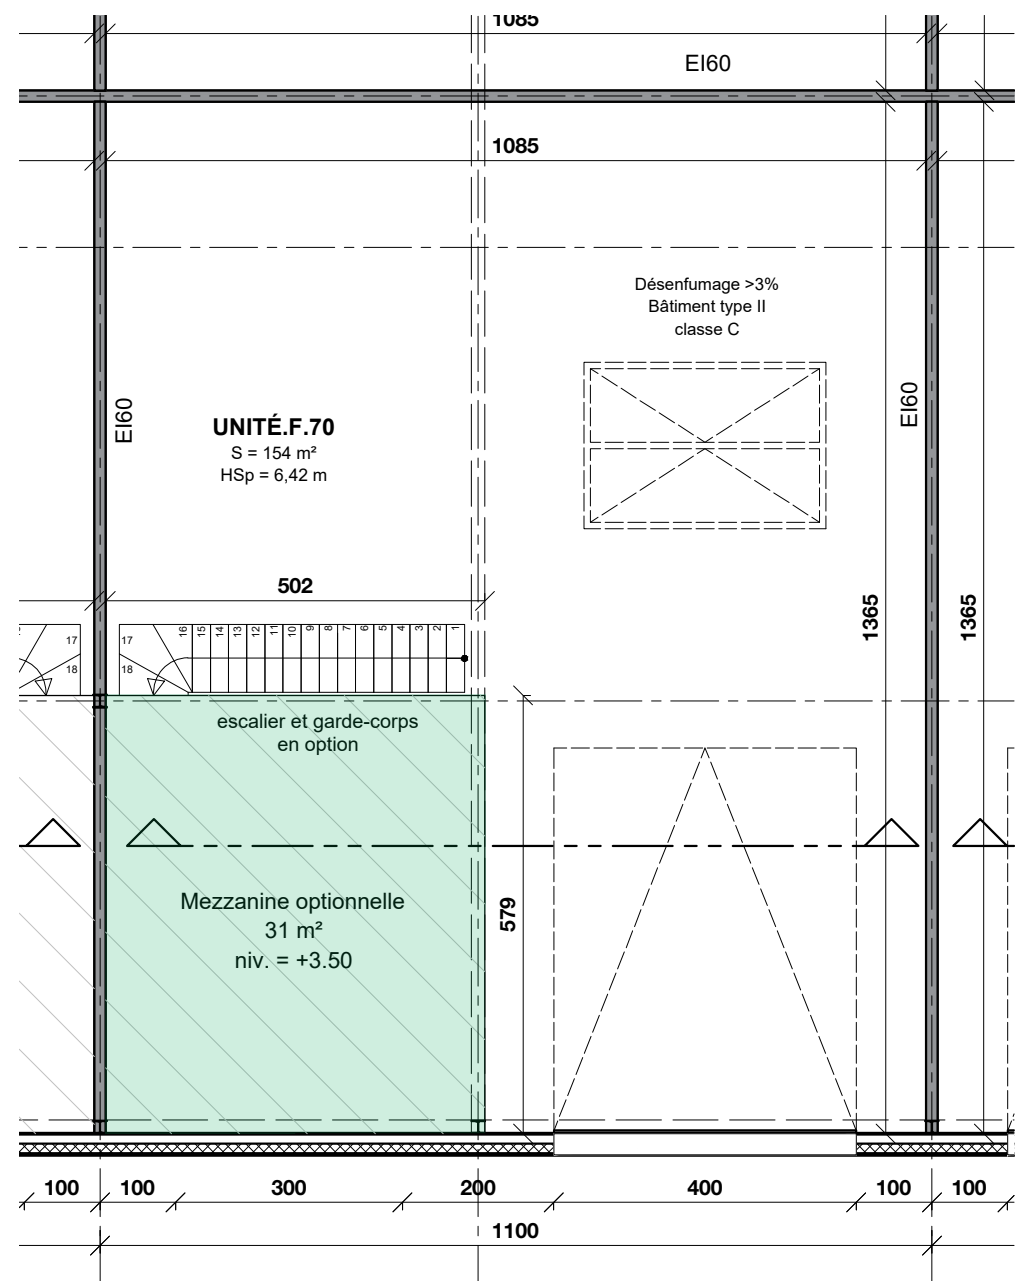 1085
EI60
1085
Désenfumage >3%
Bâtiment type II
classe C
EI60
EI60
UNITÉ.F.70
S = 154 m²
HSp = 6,42 m
502
1365
1365
17
18
17
18
16
15
14
13
12
11
10
9
8
7
6
5
4
3
2
1
escalier et garde-corps
en option
Mezzanine optionnelle
31 m²
niv. = +3.50
579
100 100 300 200 400 100 100
1100